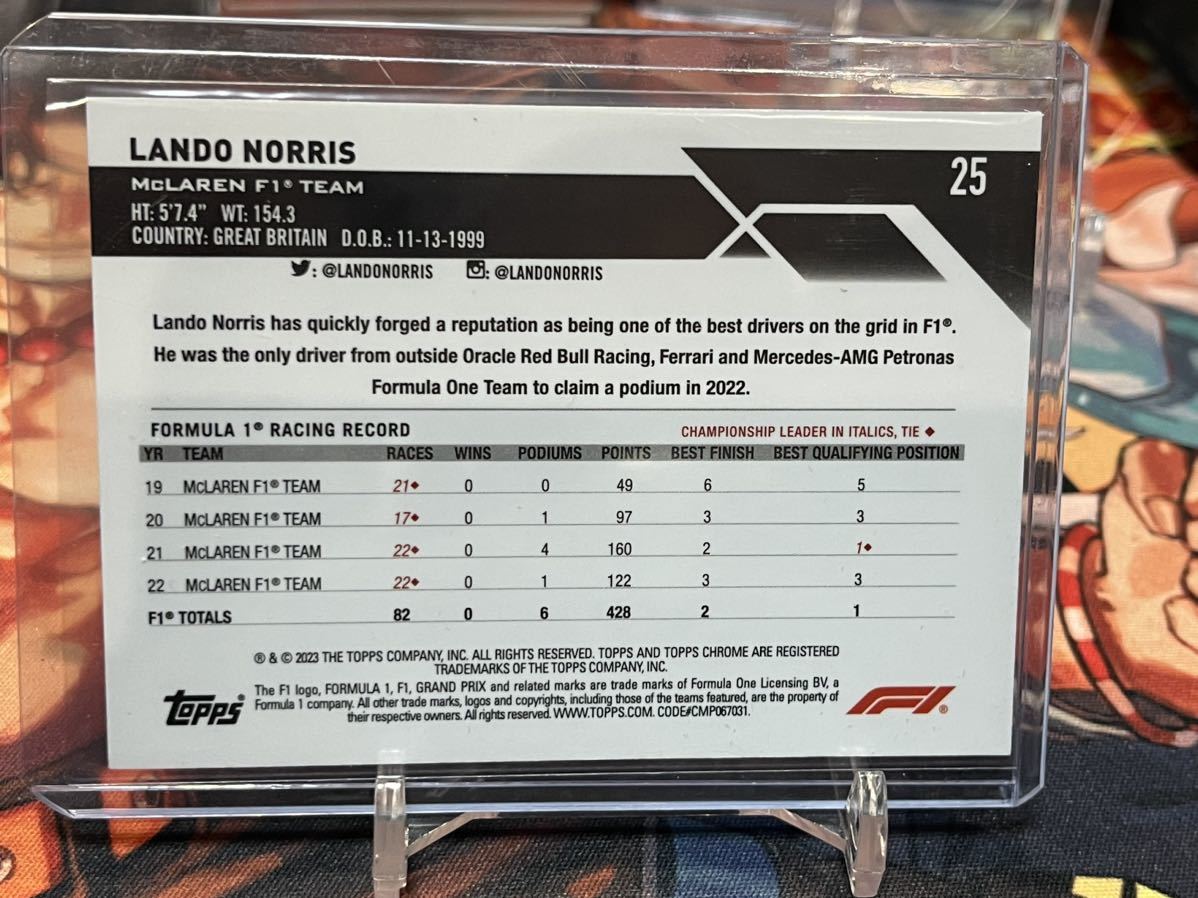 LANDO NORRIS
25
McLAREN F1® TEAM
HT: 5'7.4" WT: 154.3
COUNTRY: GREAT BRITAIN D.O.B.: 11-13-1999
: @LANDONORRIS : @LANDONORRIS
Lando Norris has quickly forged a reputation as being one of the best drivers on the grid in F1®.
He was the only driver from outside Oracle Red Bull Racing, Ferrari and Mercedes-AMG Petronas
Formula One Team to claim a podium in 2022.
FORMULA 1® RACING RECORD CHAMPIONSHIP LEADER IN ITALICS, TIE ◆
YR TEAM RACES WINS PODIUMS POINTS BEST FINISH BEST QUALIFYING POSITION
19 McLAREN F1® TEAM 21◆ 0 0 49 6 5
20 McLAREN F1® TEAM 17◆ 0 1 97 3 3
21 McLAREN F1® TEAM 22◆ 0 4 160 2 1◆
22 McLAREN F1® TEAM 22◆ 0 1 122 3 3
F1® TOTALS 82 0 6 428 2 1
® & © 2023 THE TOPPS COMPANY, INC. ALL RIGHTS RESERVED. TOPPS AND TOPPS CHROME ARE REGISTERED
TRADEMARKS OF THE TOPPS COMPANY, INC.
The F1 logo, FORMULA 1, F1, GRAND PRIX and related marks are trade marks of Formula One Licensing BV, a
Formula 1 company. All other trade marks, logos and copyrights, including those of the teams featured, are the property of
their respective owners. All rights reserved. WWW.TOPPS.COM. CODE#CMP067031.
Topps®
F1®